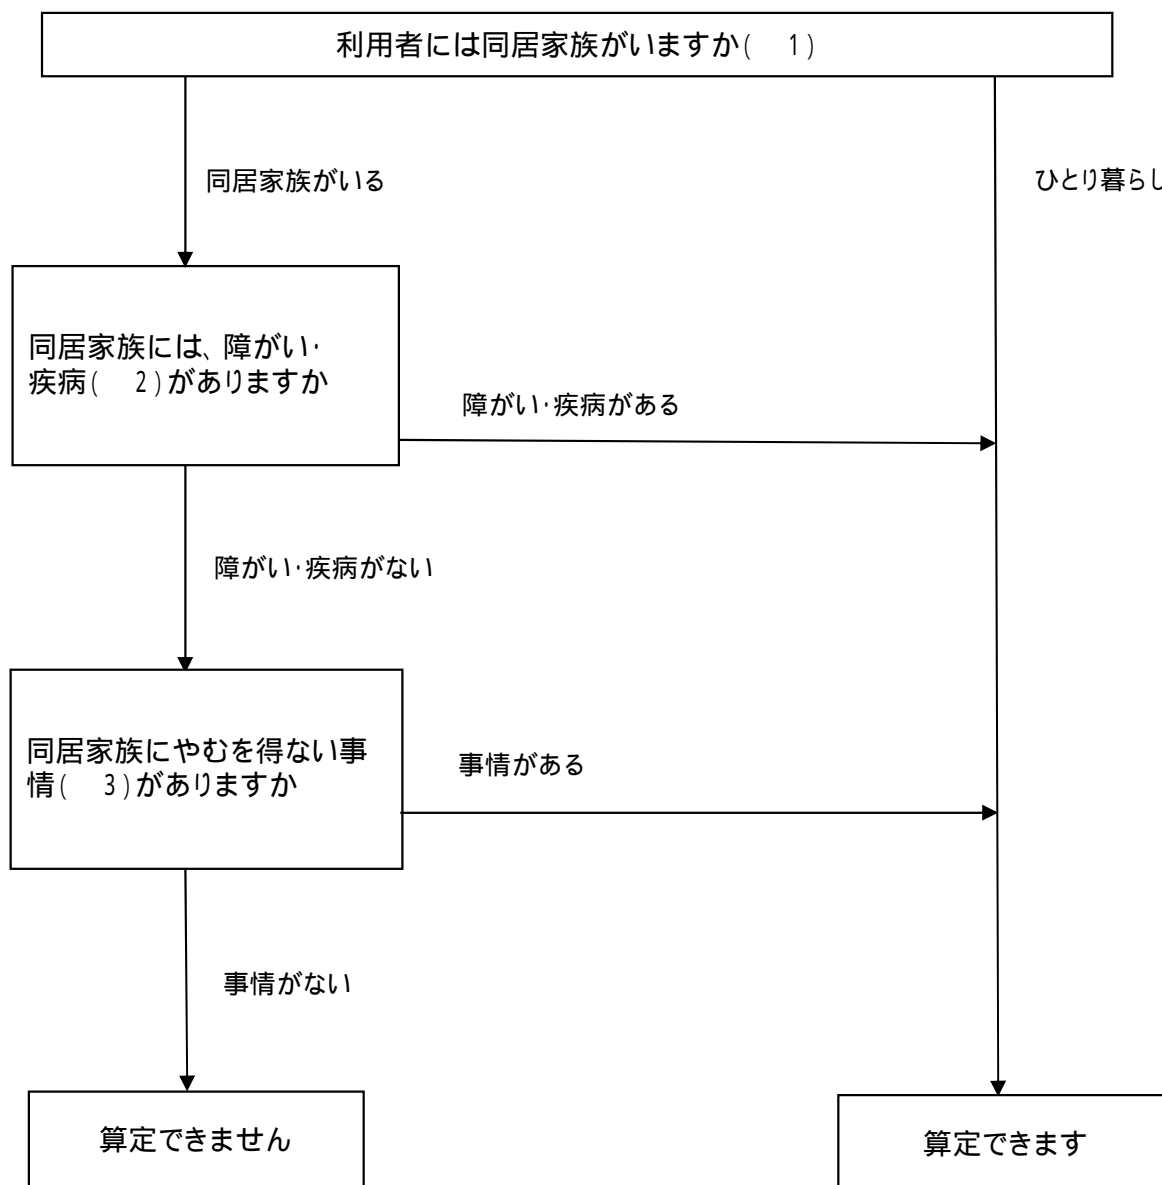 利用者には同居家族がいますか( 1)
同居家族がいる
ひとり暮らし
同居家族には、障がい・
疾病( 2)がありますか
障がい・疾病がある
障がい・疾病がない
同居家族にやむを得ない事
情( 3)がありますか
事情がある
事情がない
算定できません
算定できます